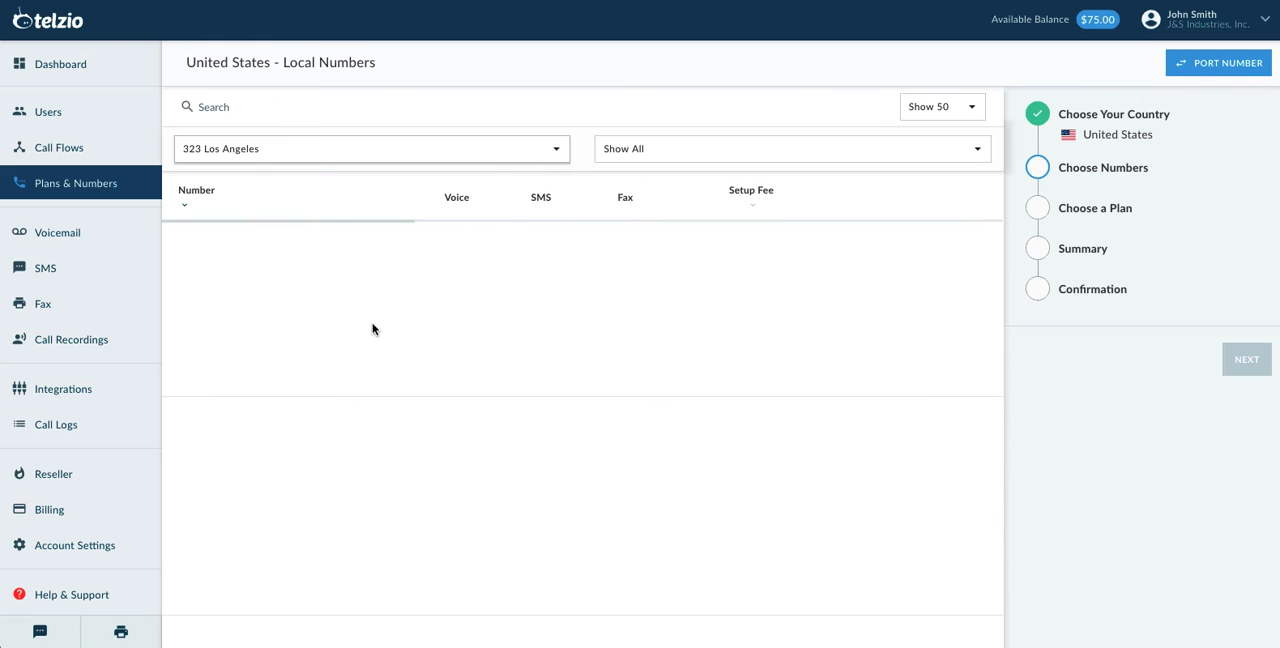 telzio
Available Balance $75.00
John Smith
J&S Industries, Inc.
Dashboard
Users
Call Flows
Plans & Numbers
Voicemail
SMS
Fax
Call Recordings
Integrations
Call Logs
Reseller
Billing
Account Settings
? Help & Support
United States - Local Numbers
PORT NUMBER
Search
Show 50
323 Los Angeles
Show All
Number
Voice
SMS
Fax
Setup Fee
Choose Your Country
United States
Choose Numbers
Choose a Plan
Summary
Confirmation
NEXT